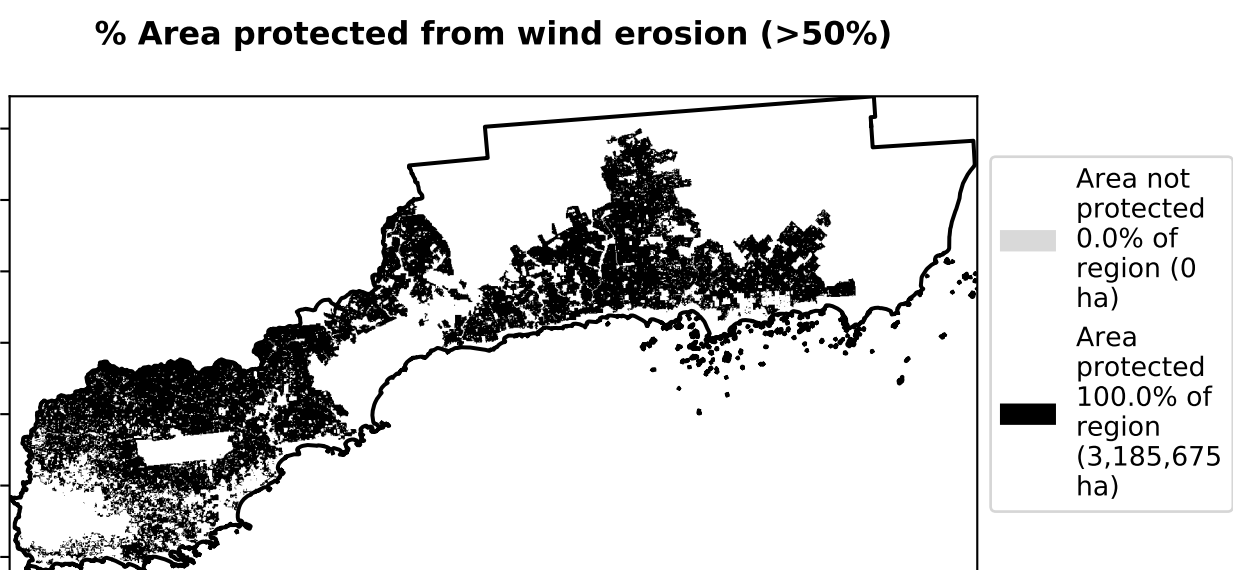 % Area protected from wind erosion (>50%)
Area not
protected
0.0% of
region (0
ha)
Area
protected
100.0% of
region
(3,185,675
ha)